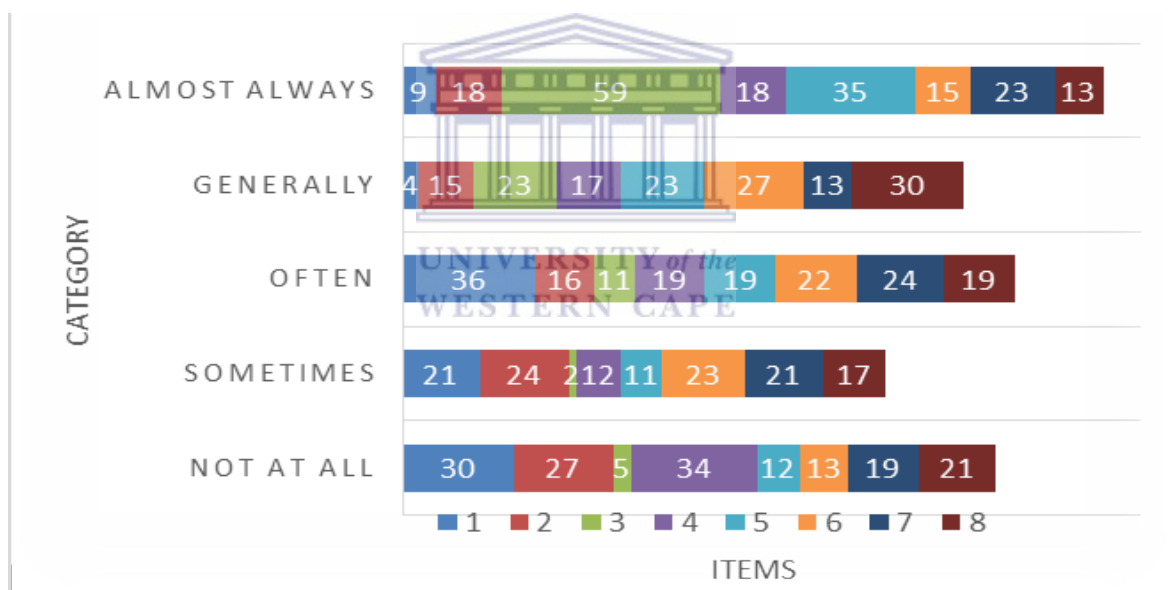 ALMOST ALWAYS 9 18 59 18 35 15 23 13
GENERALLY 4 15 23 17 23 27 13 30
UNIVERSITY of the
OFTEN 36 16 11 19 19 22 24 19
WESTERN CAPE
SOMETIMES 21 24 2 12 11 23 21 17
NOT AT ALL 30 27 5 34 12 13 19 21
1 2 3 4 5 6 7 8
ITEMS
CATEGORY